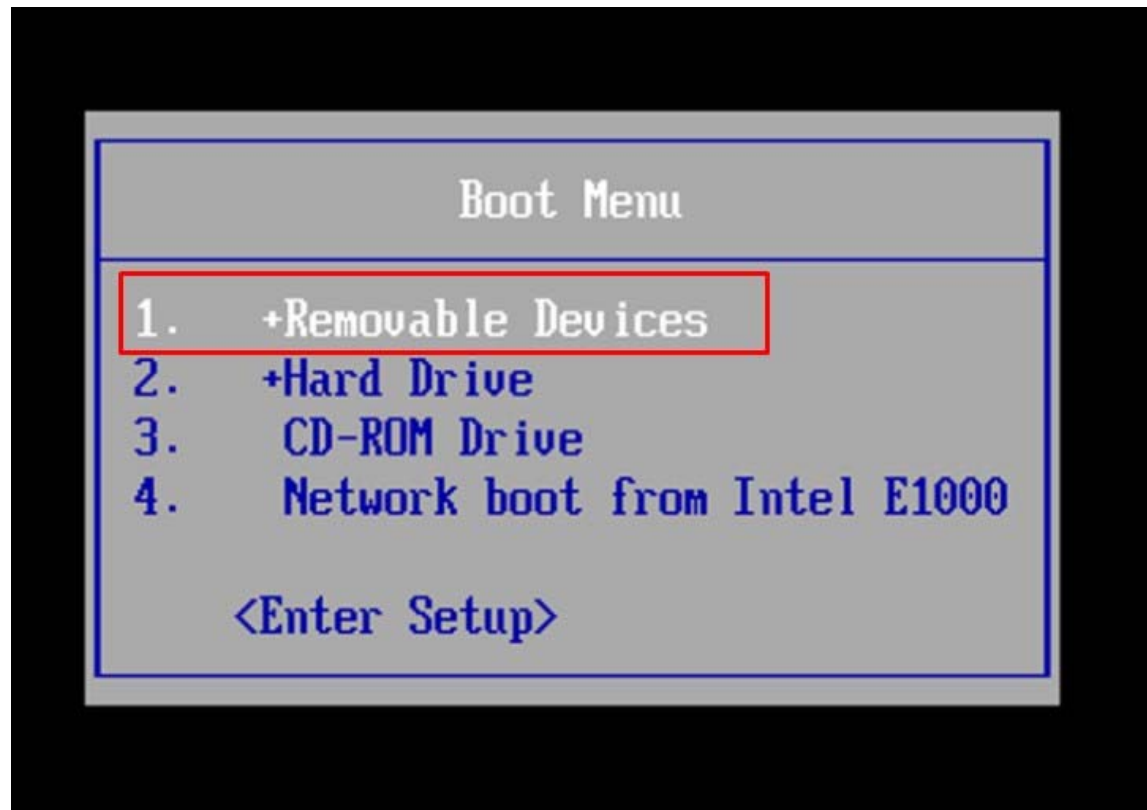 Boot Menu
1. +Removable Devices
2. +Hard Drive
3. CD-ROM Drive
4. Network boot from Intel E1000
<Enter Setup>